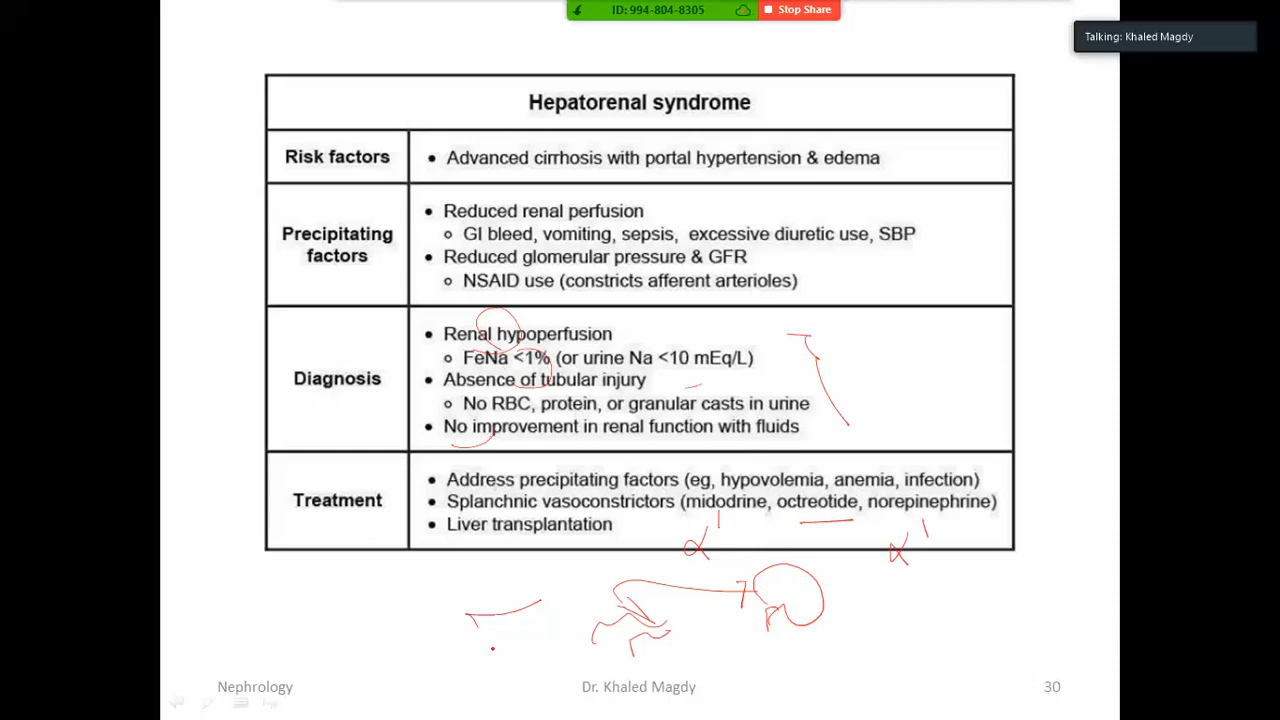 ID: 994-804-8305
Stop Share
Talking: Khaled Magdy
Hepatorenal syndrome
Risk factors
• Advanced cirrhosis with portal hypertension & edema
Precipitating
factors
• Reduced renal perfusion
o GI bleed, vomiting, sepsis, excessive diuretic use, SBP
• Reduced glomerular pressure & GFR
o NSAID use (constricts afferent arterioles)
Diagnosis
• Renal hypoperfusion
o FeNa <1% (or urine Na <10 mEq/L)
• Absence of tubular injury
o No RBC, protein, or granular casts in urine
• No improvement in renal function with fluids
Treatment
• Address precipitating factors (eg, hypovolemia, anemia, infection)
• Splanchnic vasoconstrictors (midodrine, octreotide, norepinephrine)
• Liver transplantation
α1 α1
Nephrology
Dr. Khaled Magdy
30